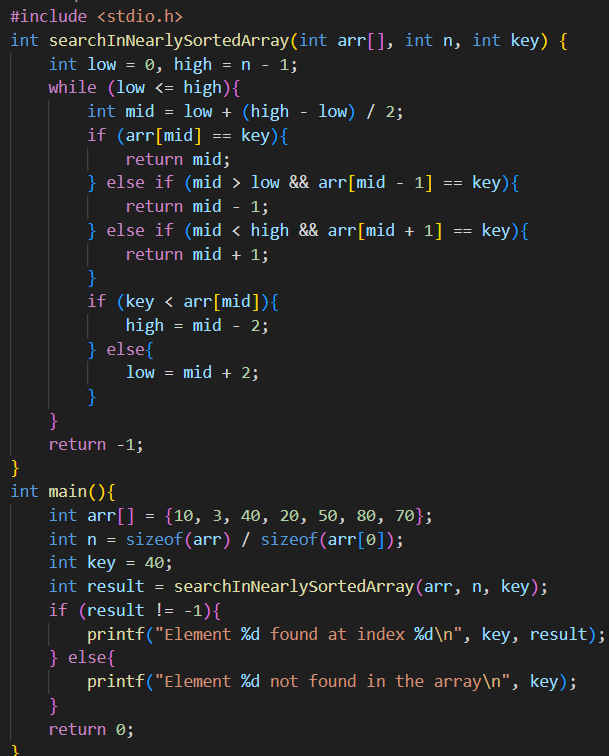 #include <stdio.h>
int searchInNearlySortedArray(int arr[], int n, int key) {
    int low = 0, high = n - 1;
    while (low <= high){
        int mid = low + (high - low) / 2;
        if (arr[mid] == key){
            return mid;
        } else if (mid > low && arr[mid - 1] == key){
            return mid - 1;
        } else if (mid < high && arr[mid + 1] == key){
            return mid + 1;
        }
        if (key < arr[mid]){
            high = mid - 2;
        } else{
            low = mid + 2;
        }
    }
    return -1;
}
int main(){
    int arr[] = {10, 3, 40, 20, 50, 80, 70};
    int n = sizeof(arr) / sizeof(arr[0]);
    int key = 40;
    int result = searchInNearlySortedArray(arr, n, key);
    if (result != -1){
        printf("Element %d found at index %d\n", key, result);
    } else{
        printf("Element %d not found in the array\n", key);
    }
    return 0;
}